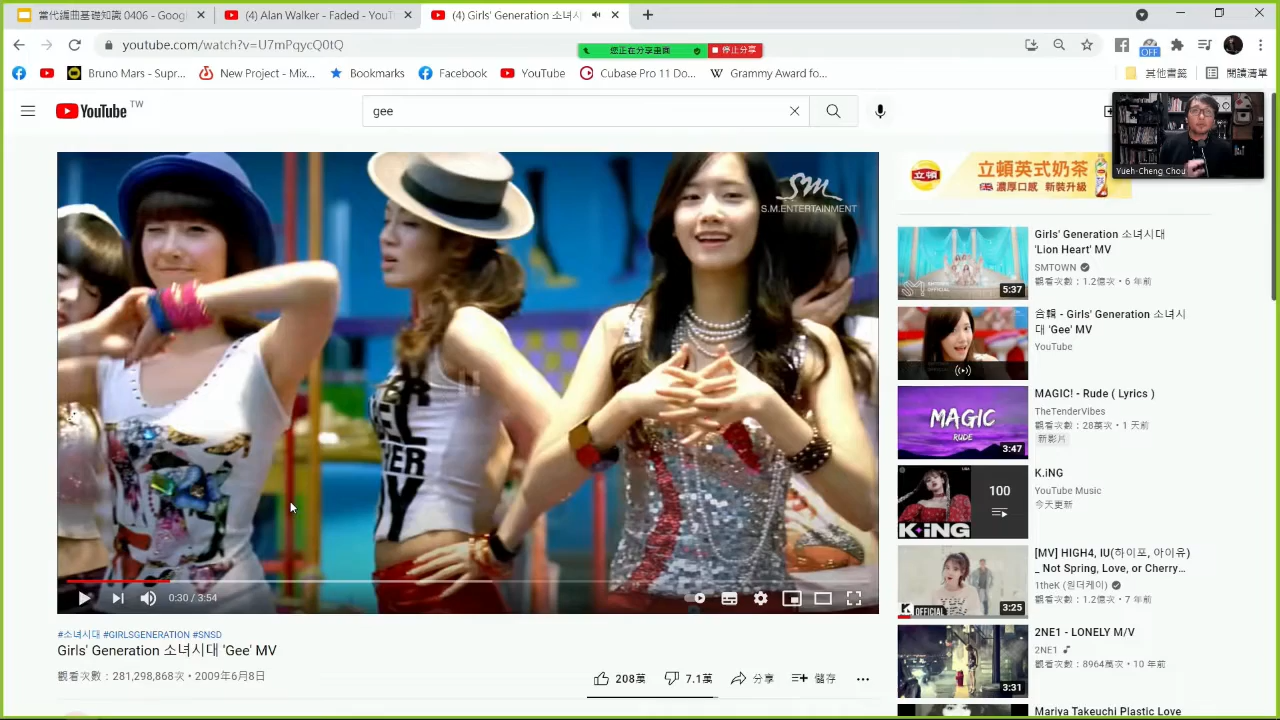 當代編曲基礎知識 0406 - Googl
(4) Alan Walker - Faded - YouT
(4) Girls' Generation 소녀시
youtube.com/watch?v=U7mPqycQ0tQ
您正在分享畫面
停止分享
OFF
Bruno Mars - Supr...
New Project - Mix...
Bookmarks
Facebook
YouTube
Cubase Pro 11 Do...
Grammy Award fo...
其他書籤
閱讀清單
YouTube TW
gee
Yueh-Cheng Chou
立頓
立頓英式奶茶
濃厚口感 新裝升級
SM
S.M.ENTERTAINMENT
0:30 / 3:54
#소녀시대 #GIRLSGENERATION #SNSD
Girls' Generation 소녀시대 'Gee' MV
觀看次數：281,298,868次 • 2009年6月8日
208萬
7.1萬
分享
儲存
Girls' Generation 소녀시대
'Lion Heart' MV
SMTOWN
觀看次數：1.2億次 • 6 年前
5:37
合輯 - Girls' Generation 소녀시
대 'Gee' MV
YouTube
MAGIC! - Rude ( Lyrics )
TheTenderVibes
觀看次數：28萬次 • 1 天前
新影片
MAGIC
RUDE
3:47
K.iNG
YouTube Music
今天更新
100
K.iNG
[MV] HIGH4, IU(하이포, 아이유)
_ Not Spring, Love, or Cherry...
1theK (원더케이)
觀看次數：1.2億次 • 7 年前
OFFICIAL
3:25
2NE1 - LONELY M/V
2NE1
觀看次數：8964萬次 • 10 年前
3:31
Mariya Takeuchi Plastic Love